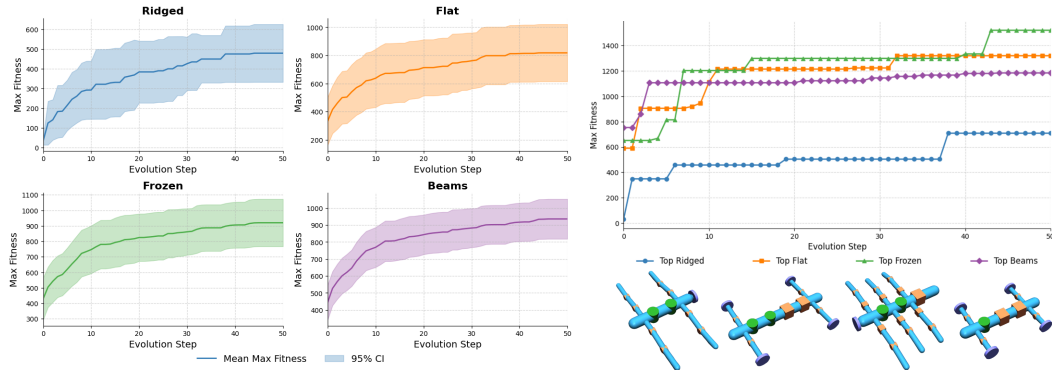 Ridged
Max Fitness
600
500
400
300
200
100
0
0 10 20 30 40 50
Evolution Step
Flat
Max Fitness
1000
800
600
400
200
0 10 20 30 40 50
Evolution Step
Frozen
Max Fitness
1100
1000
900
800
700
600
500
400
300
0 10 20 30 40 50
Evolution Step
Beams
Max Fitness
1000
900
800
700
600
500
400
0 10 20 30 40 50
Evolution Step
Mean Max Fitness 95% CI
Max Fitness
1400
1200
1000
800
600
400
200
0
0 10 20 30 40 50
Evolution Step
Top Ridged Top Flat Top Frozen Top Beams